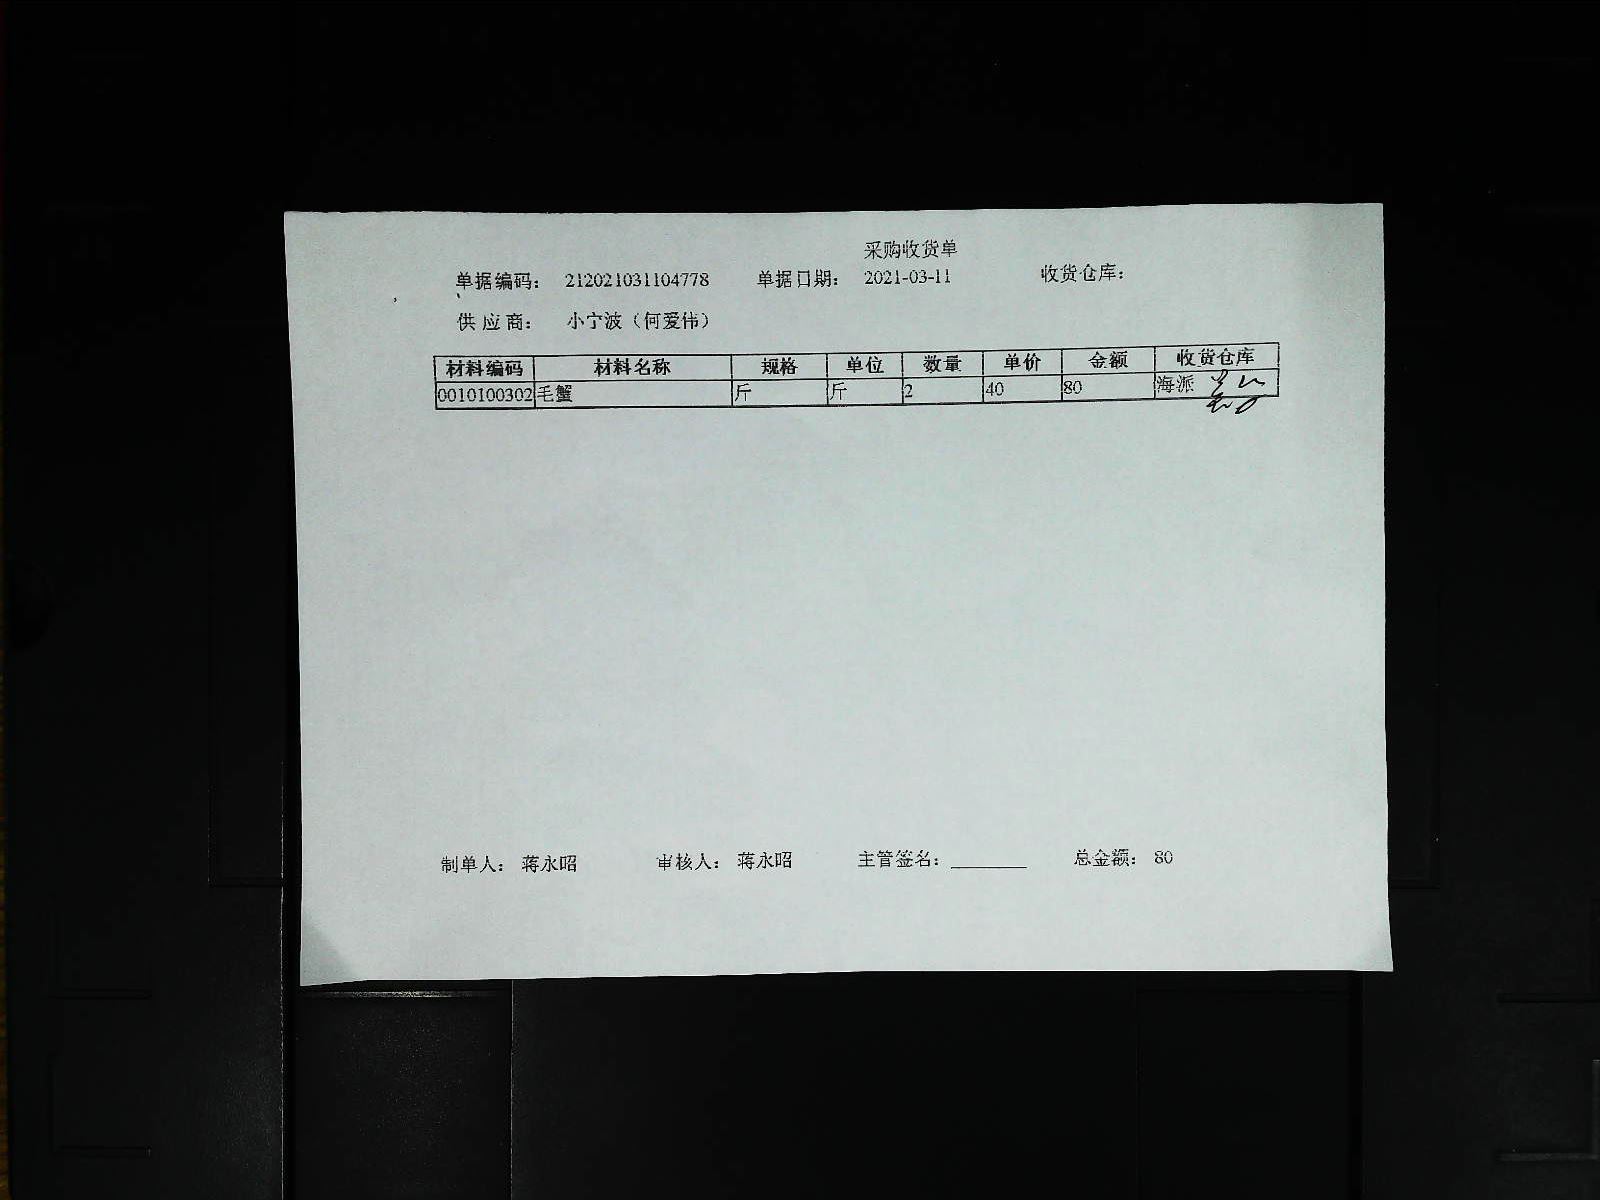 采购收货单
单据编码： 212021031104778 单据日期： 2021-03-11 收货仓库：
供 应 商： 小宁波（何爱伟）
材料编码 材料名称 规格 单位 数量 单价 金额 收货仓库
0010100302 毛蟹 斤 斤 2 40 80 海派
制单人： 蒋永昭 审核人： 蒋永昭 主管签名： 总金额： 80